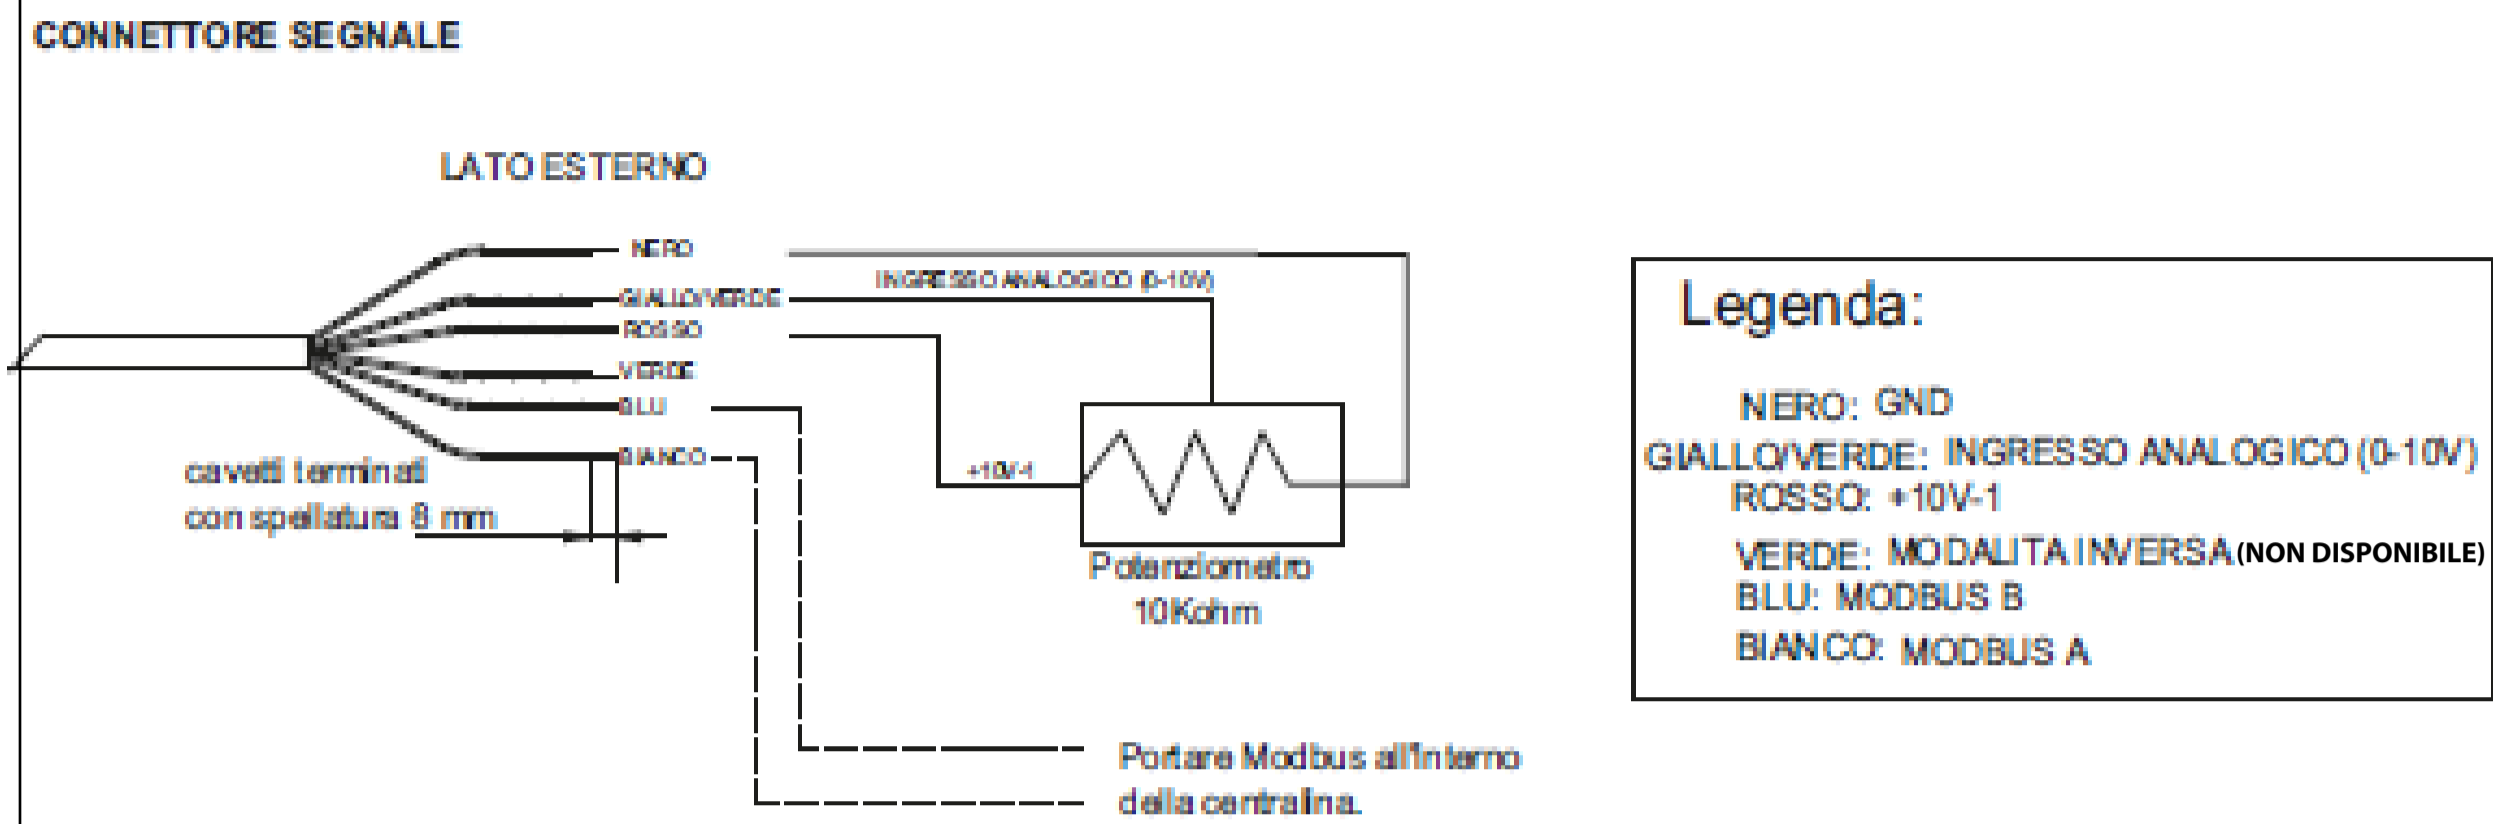 CONNETTORE SEGNALE
LATO ESTERNO
NERO
INGRESSO ANALOGICO (0-10V)
GIALLO/VERDE
ROSSO
VERDE
BLU
BIANCO
cavetti terminati
con spellatura 8 mm
+10V-1
Potenziometro
10Kohm
Portare Modbus all'interno
della centralina.
Legenda:
NERO: GND
GIALLO/VERDE: INGRESSO ANALOGICO (0-10V)
ROSSO: +10V-1
VERDE: MODALITA INVERSA (NON DISPONIBILE)
BLU: MODBUS B
BIANCO: MODBUS A